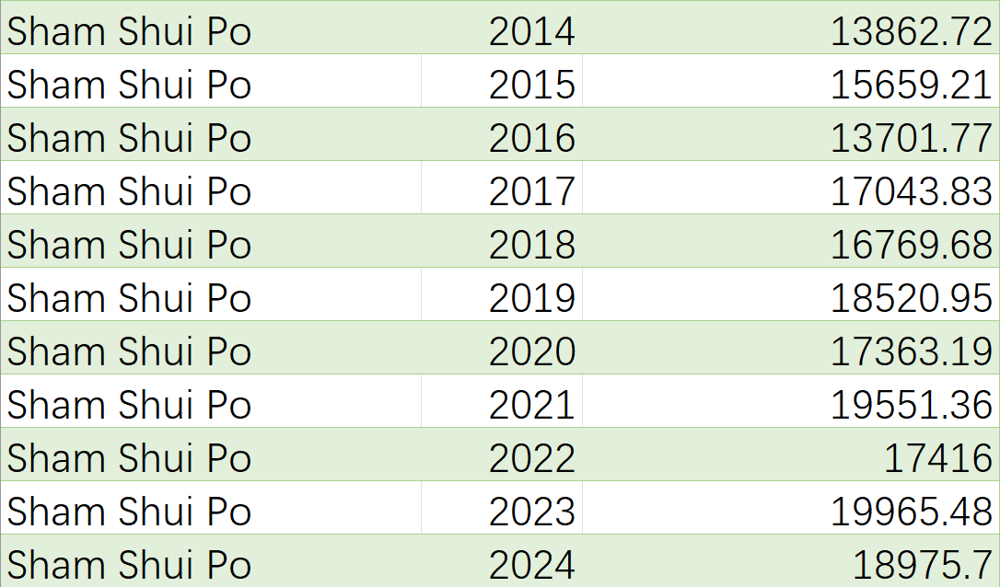 Sham Shui Po 2014 13862.72
Sham Shui Po 2015 15659.21
Sham Shui Po 2016 13701.77
Sham Shui Po 2017 17043.83
Sham Shui Po 2018 16769.68
Sham Shui Po 2019 18520.95
Sham Shui Po 2020 17363.19
Sham Shui Po 2021 19551.36
Sham Shui Po 2022 17416
Sham Shui Po 2023 19965.48
Sham Shui Po 2024 18975.7